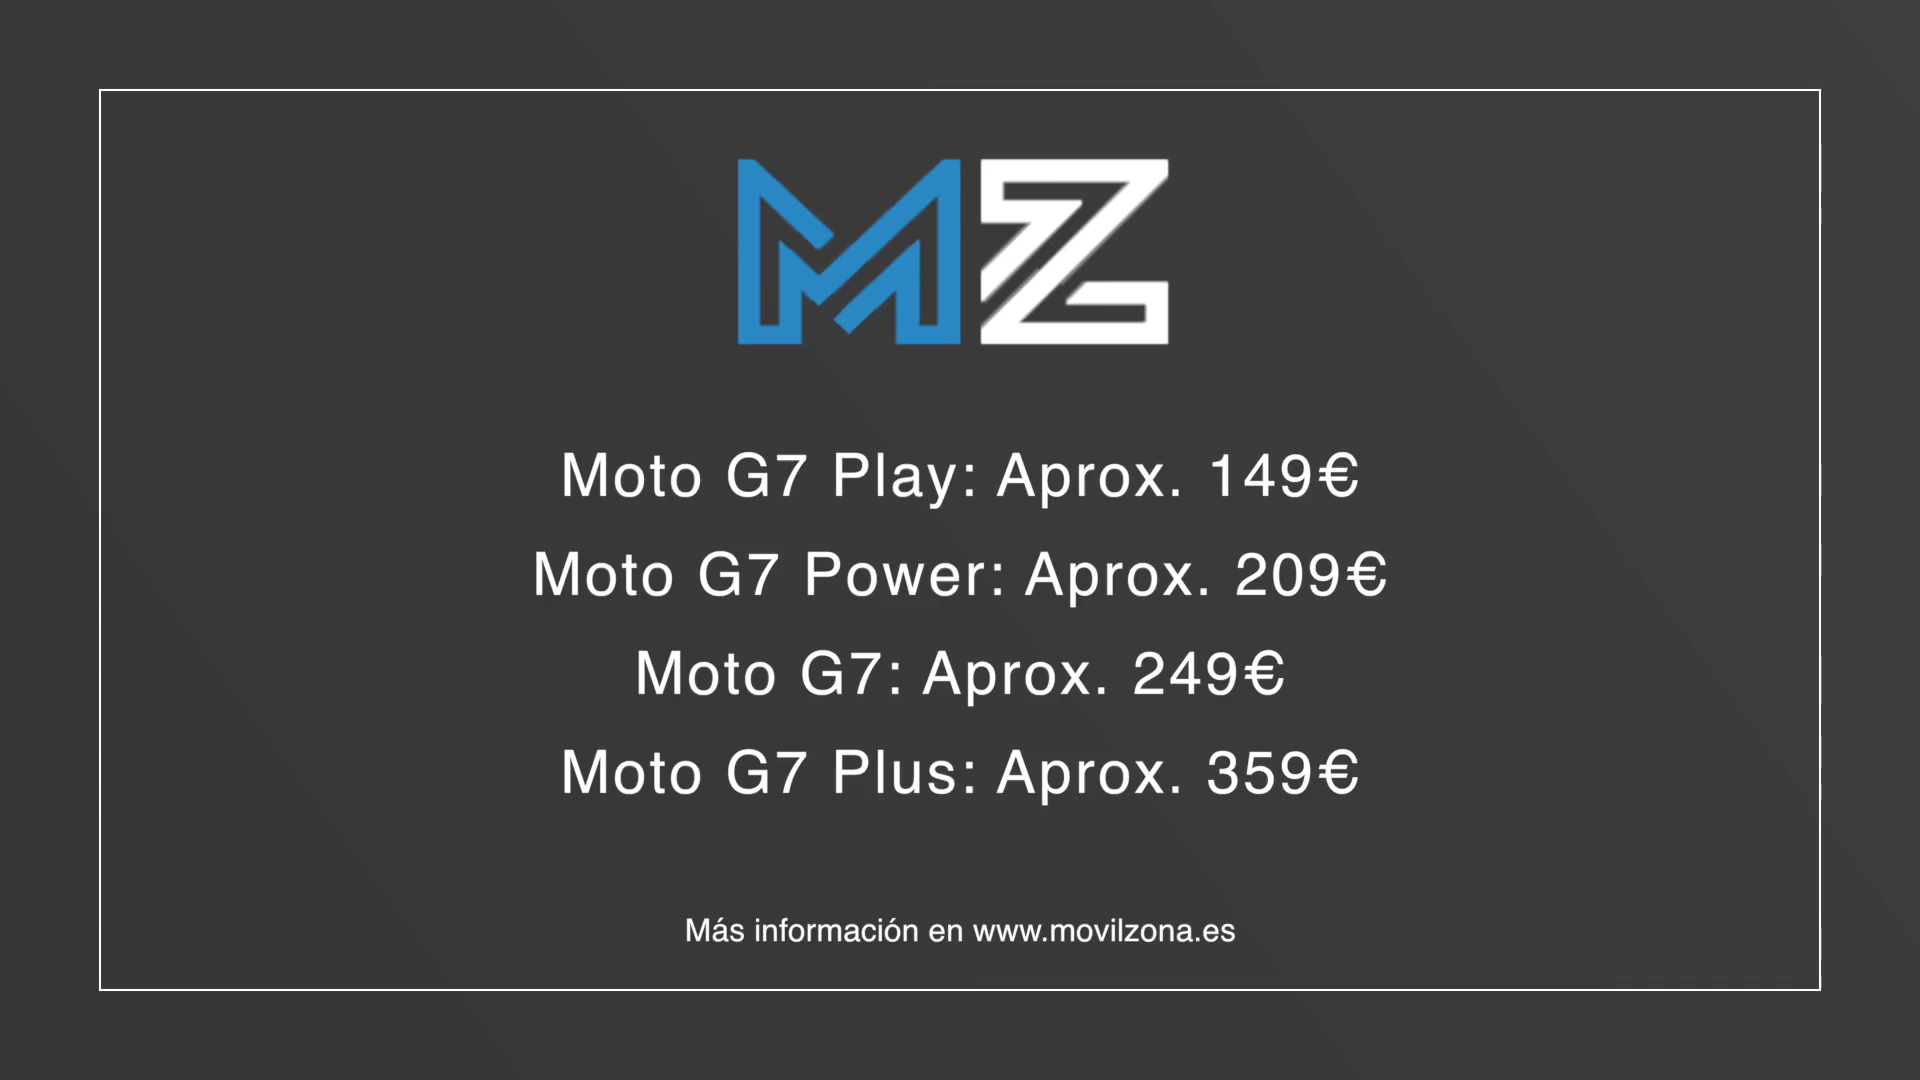 MZ
Moto G7 Play: Aprox. 149€
Moto G7 Power: Aprox. 209€
Moto G7: Aprox. 249€
Moto G7 Plus: Aprox. 359€
Más información en www.movilzona.es